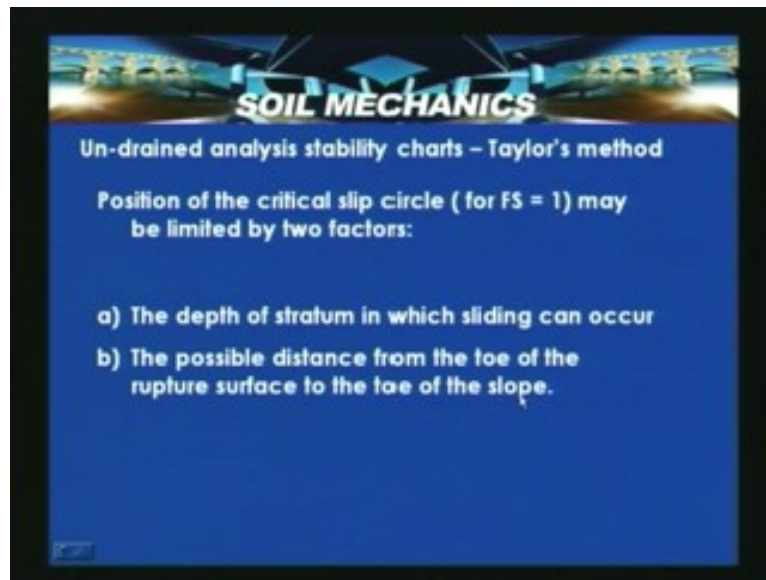 SOIL MECHANICS
Un-drained analysis stability charts – Taylor's method
Position of the critical slip circle ( for FS = 1) may
be limited by two factors:
a) The depth of stratum in which sliding can occur
b) The possible distance from the toe of the
rupture surface to the toe of the slope.